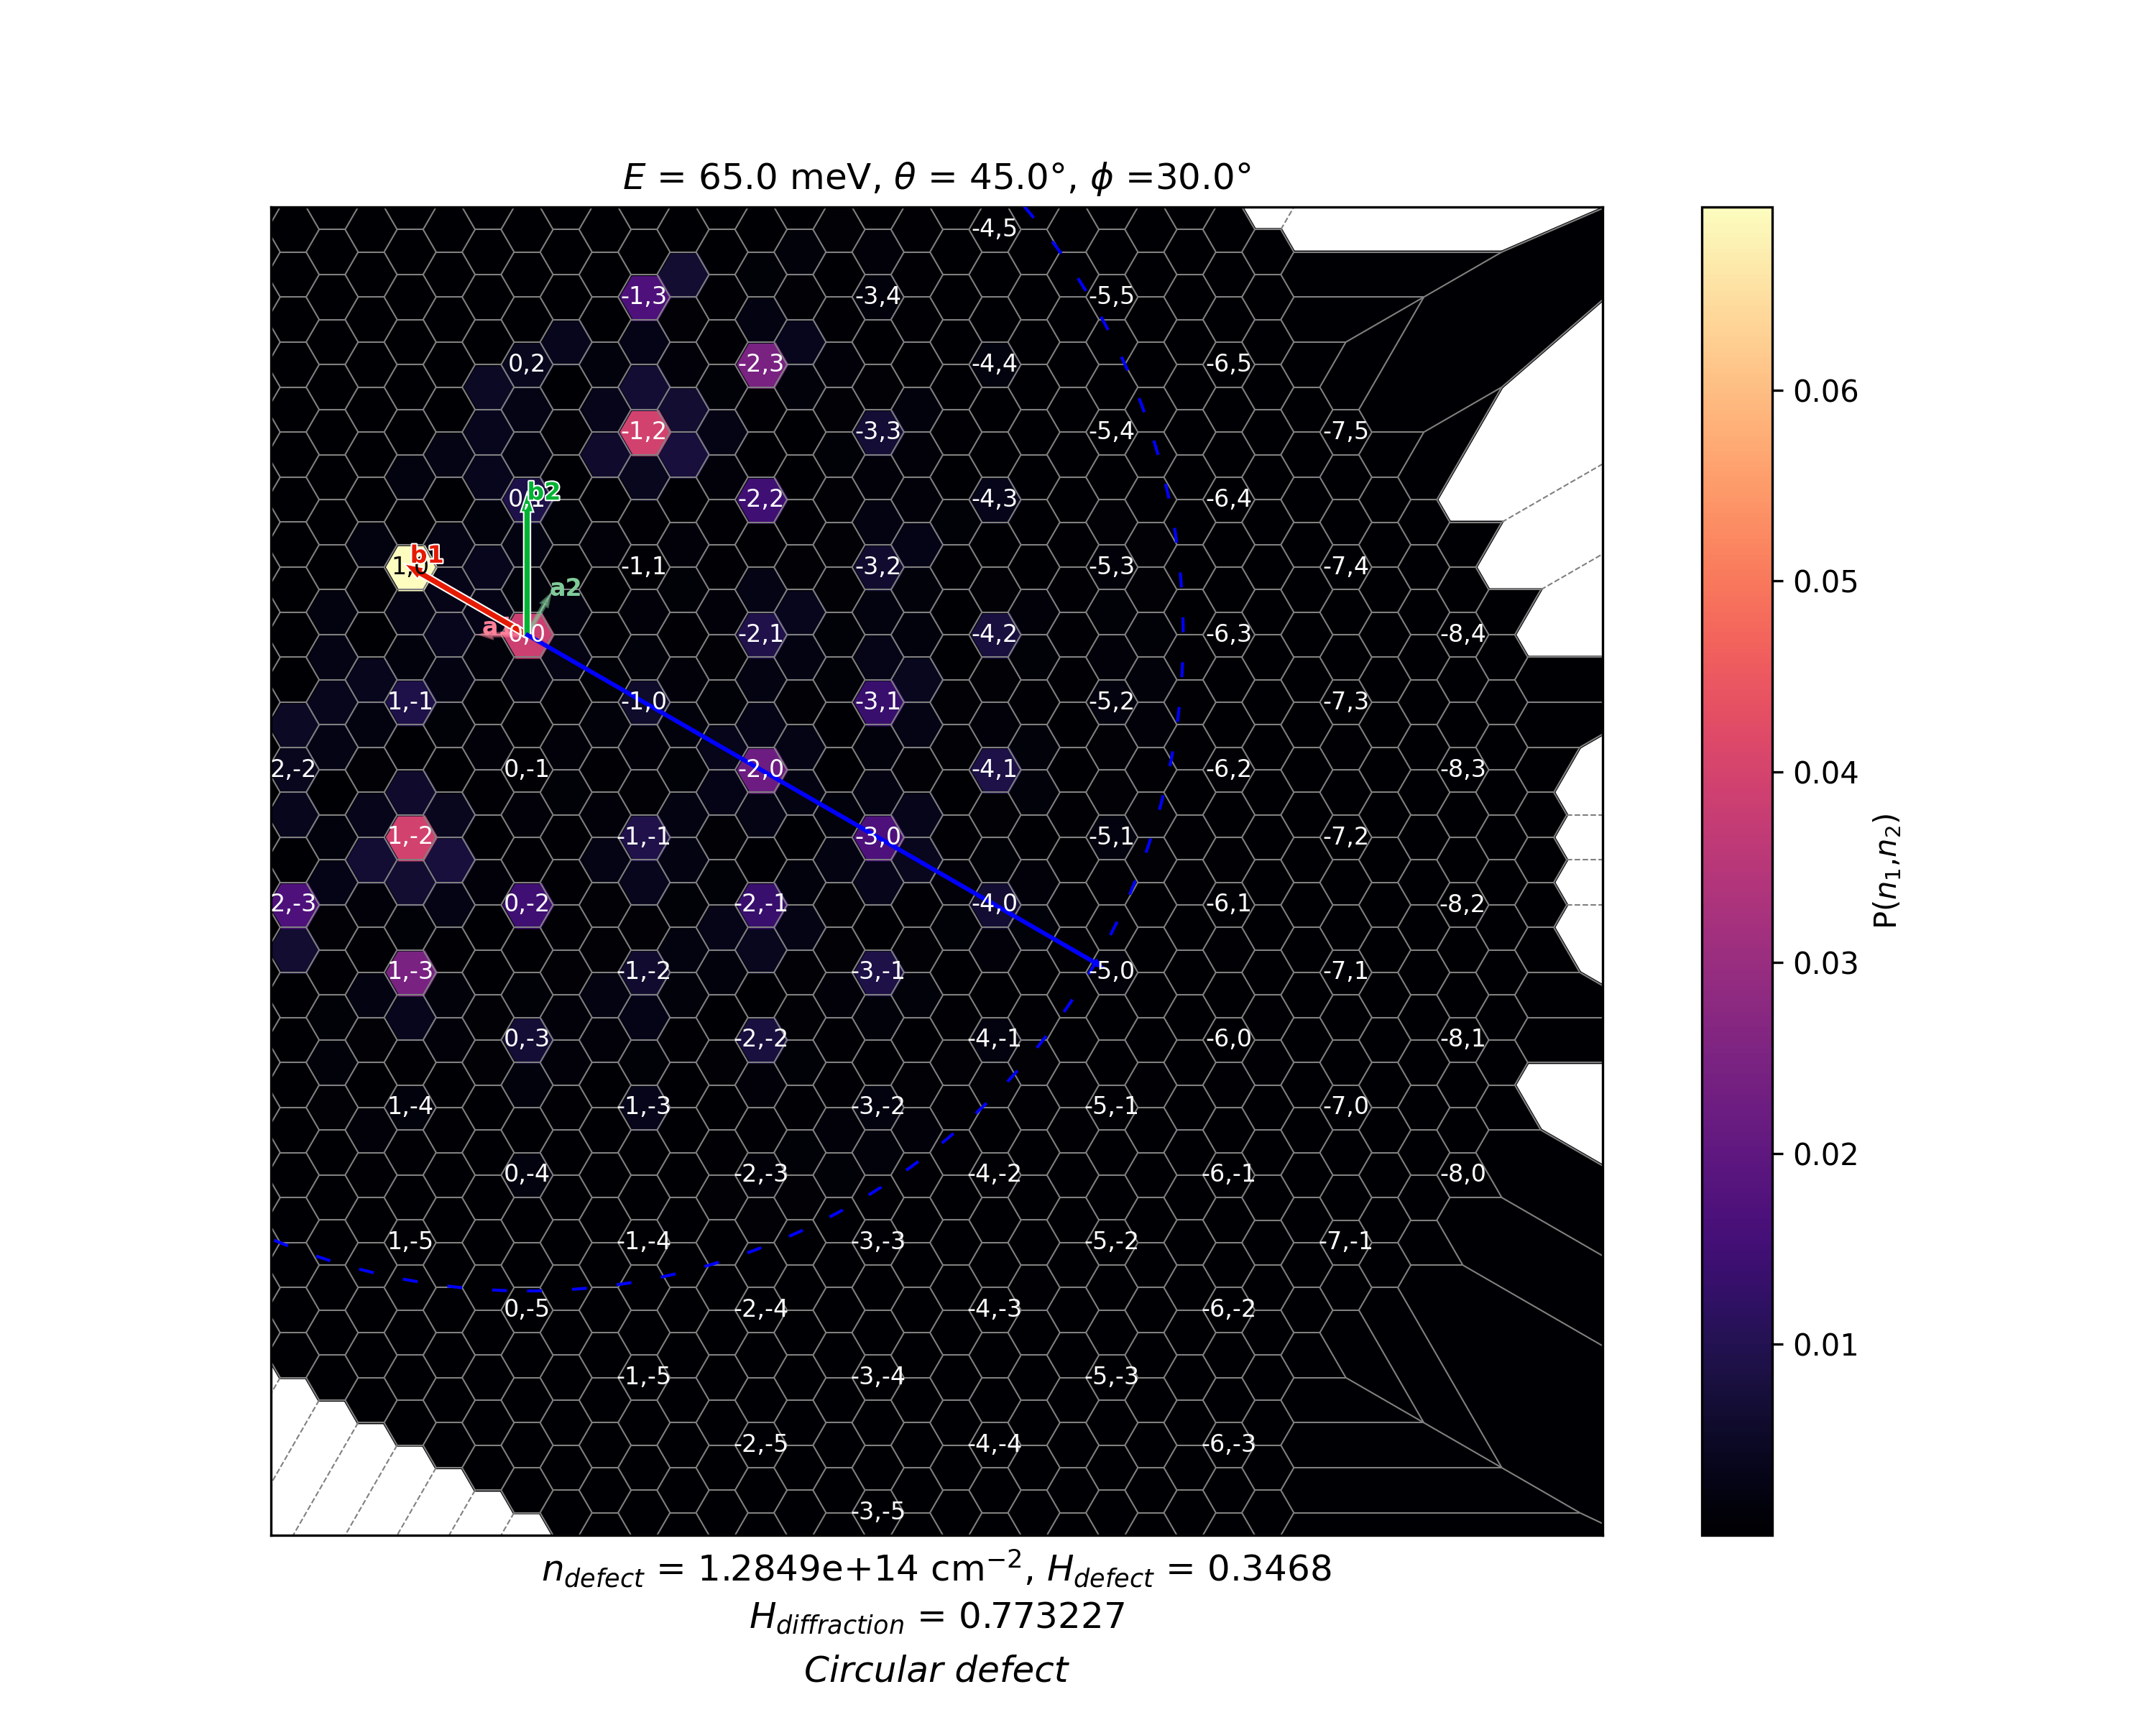 E = 65.0 meV, θ = 45.0°, ϕ =30.0°
-4,5
-1,3 -3,4 -5,5
0,2 -2,3 -4,4 -6,5
-1,2 -3,3 -5,4 -7,5
b2 -2,2 -4,3 -6,4
b1 -1,1 -3,2 -5,3 -7,4
a2
0,0 -2,1 -4,2 -6,3 -8,4
1,-1 -1,0 -3,1 -5,2 -7,3
2,-2 0,-1 -2,0 -4,1 -6,2 -8,3
1,-2 -1,-1 -3,0 -5,1 -7,2
2,-3 0,-2 -2,-1 -4,0 -6,1 -8,2
1,-3 -1,-2 -3,-1 -5,0 -7,1
0,-3 -2,-2 -4,-1 -6,0 -8,1
1,-4 -1,-3 -3,-2 -5,-1 -7,0
0,-4 -2,-3 -4,-2 -6,-1 -8,0
1,-5 -1,-4 -3,-3 -5,-2 -7,-1
0,-5 -2,-4 -4,-3 -6,-2
-1,-5 -3,-4 -5,-3
-2,-5 -4,-4 -6,-3
-3,-5
0.06
0.05
0.04
0.03
0.02
0.01
P(n₁,n₂)
n_defect = 1.2849e+14 cm⁻², H_defect = 0.3468
H_diffraction = 0.773227
Circular defect